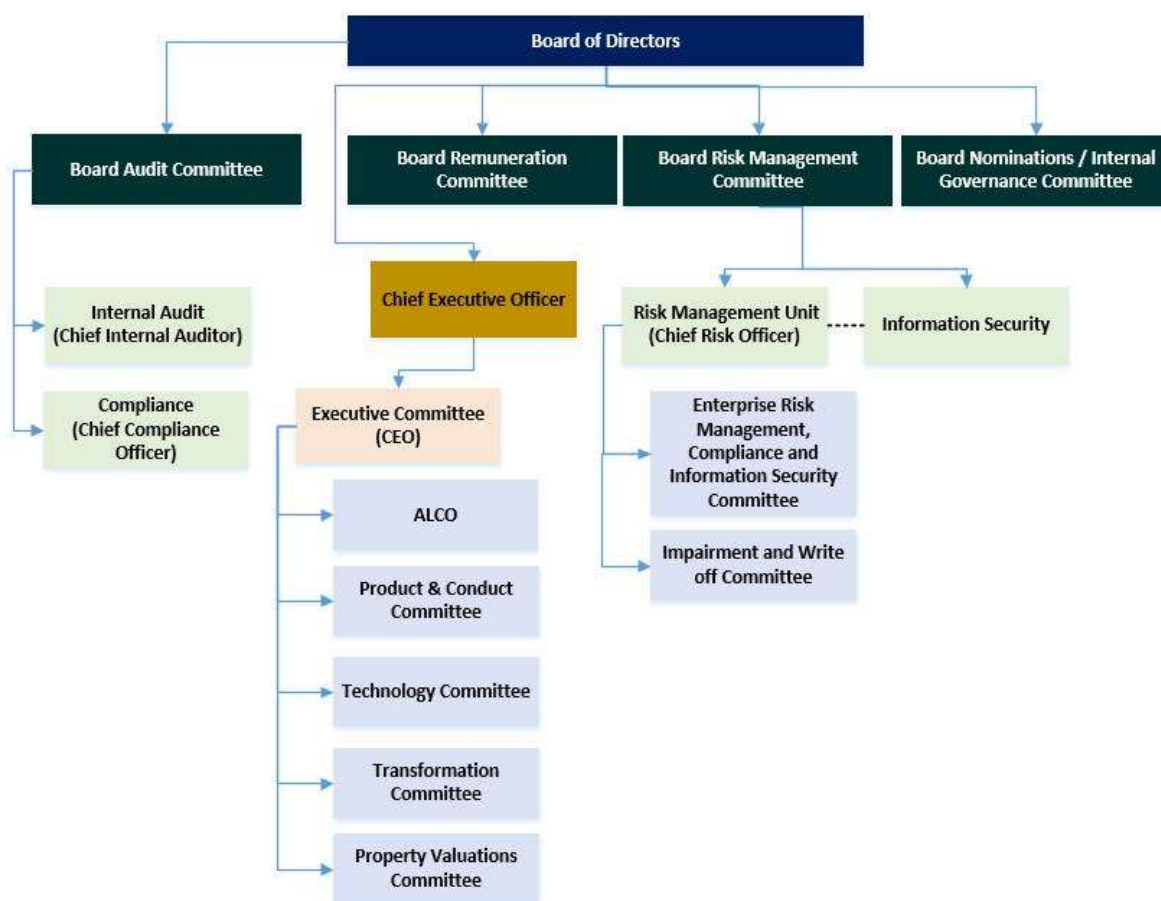 Board of Directors
Board Audit Committee
Board Remuneration
Committee
Board Risk Management
Committee
Board Nominations / Internal
Governance Committee
Chief Executive Officer
Internal Audit
(Chief Internal Auditor)
Risk Management Unit
(Chief Risk Officer)
Information Security
Compliance
(Chief Compliance
Officer)
Executive Committee
(CEO)
Enterprise Risk
Management,
Compliance and
Information Security
Committee
ALCO
Impairment and Write
off Committee
Product & Conduct
Committee
Technology Committee
Transformation
Committee
Property Valuations
Committee